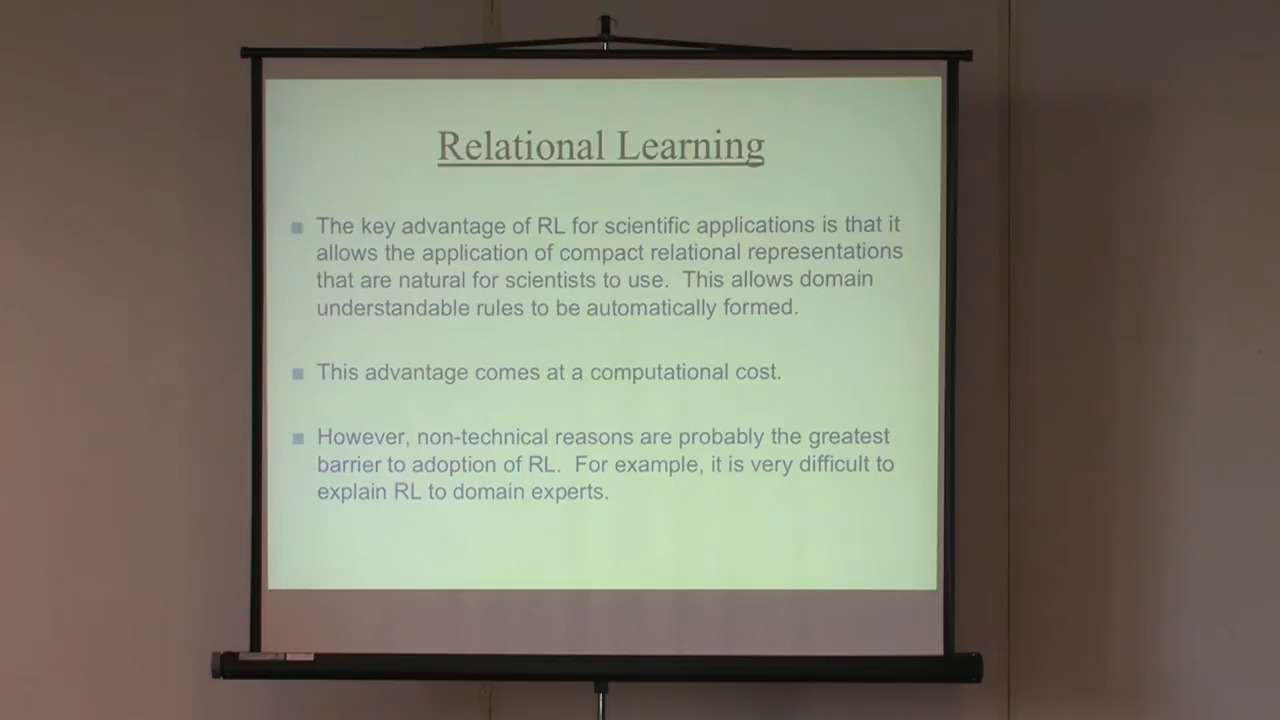 Relational Learning
The key advantage of RL for scientific applications is that it
allows the application of compact relational representations
that are natural for scientists to use. This allows domain
understandable rules to be automatically formed.
This advantage comes at a computational cost.
However, non-technical reasons are probably the greatest
barrier to adoption of RL. For example, it is very difficult to
explain RL to domain experts.